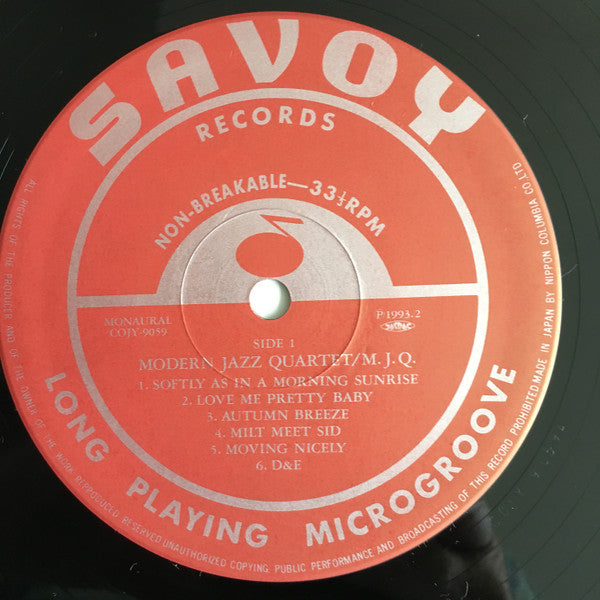 SAVOY
RECORDS
NON-BREAKABLE—33⅓RPM
MONAURAL
COJY-9059
P1993.2
SIDE 1
MODERN JAZZ QUARTET/M.J.Q.
1. SOFTLY AS IN A MORNING SUNRISE
2. LOVE ME PRETTY BABY
3. AUTUMN BREEZE
4. MILT MEET SID
5. MOVING NICELY
6. D&E
LONG PLAYING MICROGROOVE
ALL RIGHTS OF THE PRODUCER AND OF THE OWNER OF THE WORK REPRODUCED RESERVED.UNAUTHORIZED COPYING, PUBLIC PERFORMANCE AND BROADCASTING OF THIS RECORD PROHIBITED.MADE IN JAPAN BY NIPPON COLUMBIA CO.,LTD